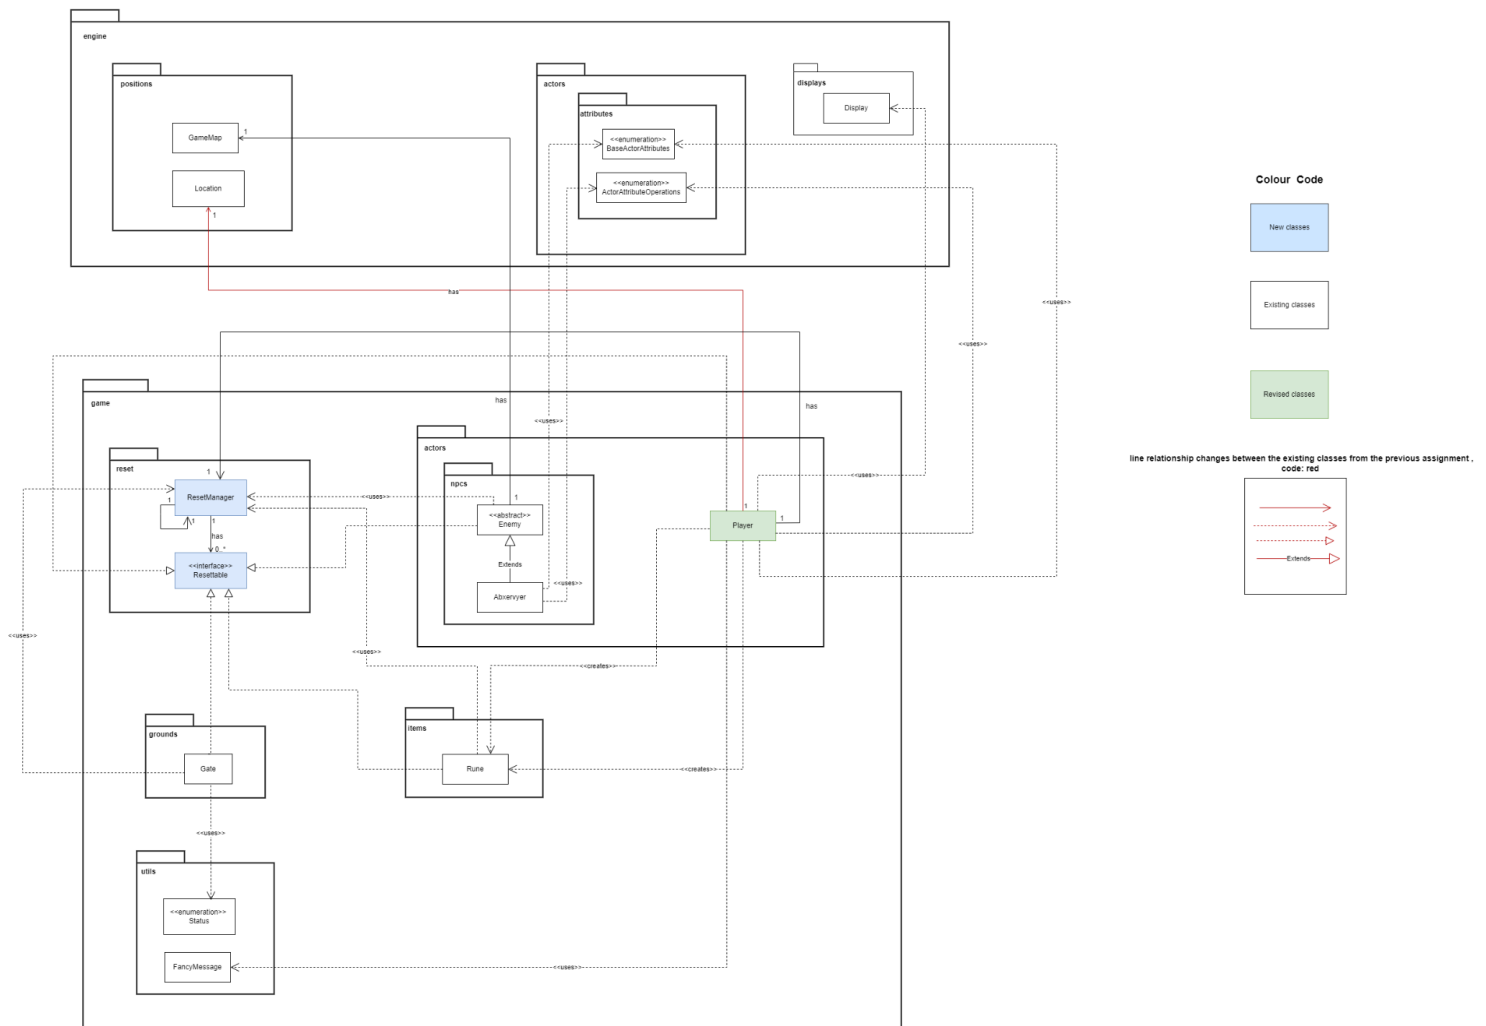 engine
positions
GameMap
1
Location
1
actors
attributes
<<enumeration>>
BaseActorAttributes
<<enumeration>>
ActorAttributeOperations
displays
Display
<<uses>>
<<uses>>
has
Colour Code
New classes
Existing classes
Revised classes
line relationship changes between the existing classes from the previous assignment ,
code: red
Extends
game
has
has
<<uses>>
reset
1
ResetManager
1
1
1
has
0..*
<<interface>>
Resettable
<<uses>>
actors
npcs
1
<<abstract>>
Enemy
Extends
Abxervyer
<<uses>>
<<uses>>
1
Player
1
<<uses>>
<<uses>>
<<creates>>
grounds
Gate
items
Rune
<<creates>>
<<uses>>
utils
<<enumeration>>
Status
FancyMessage
<<uses>>